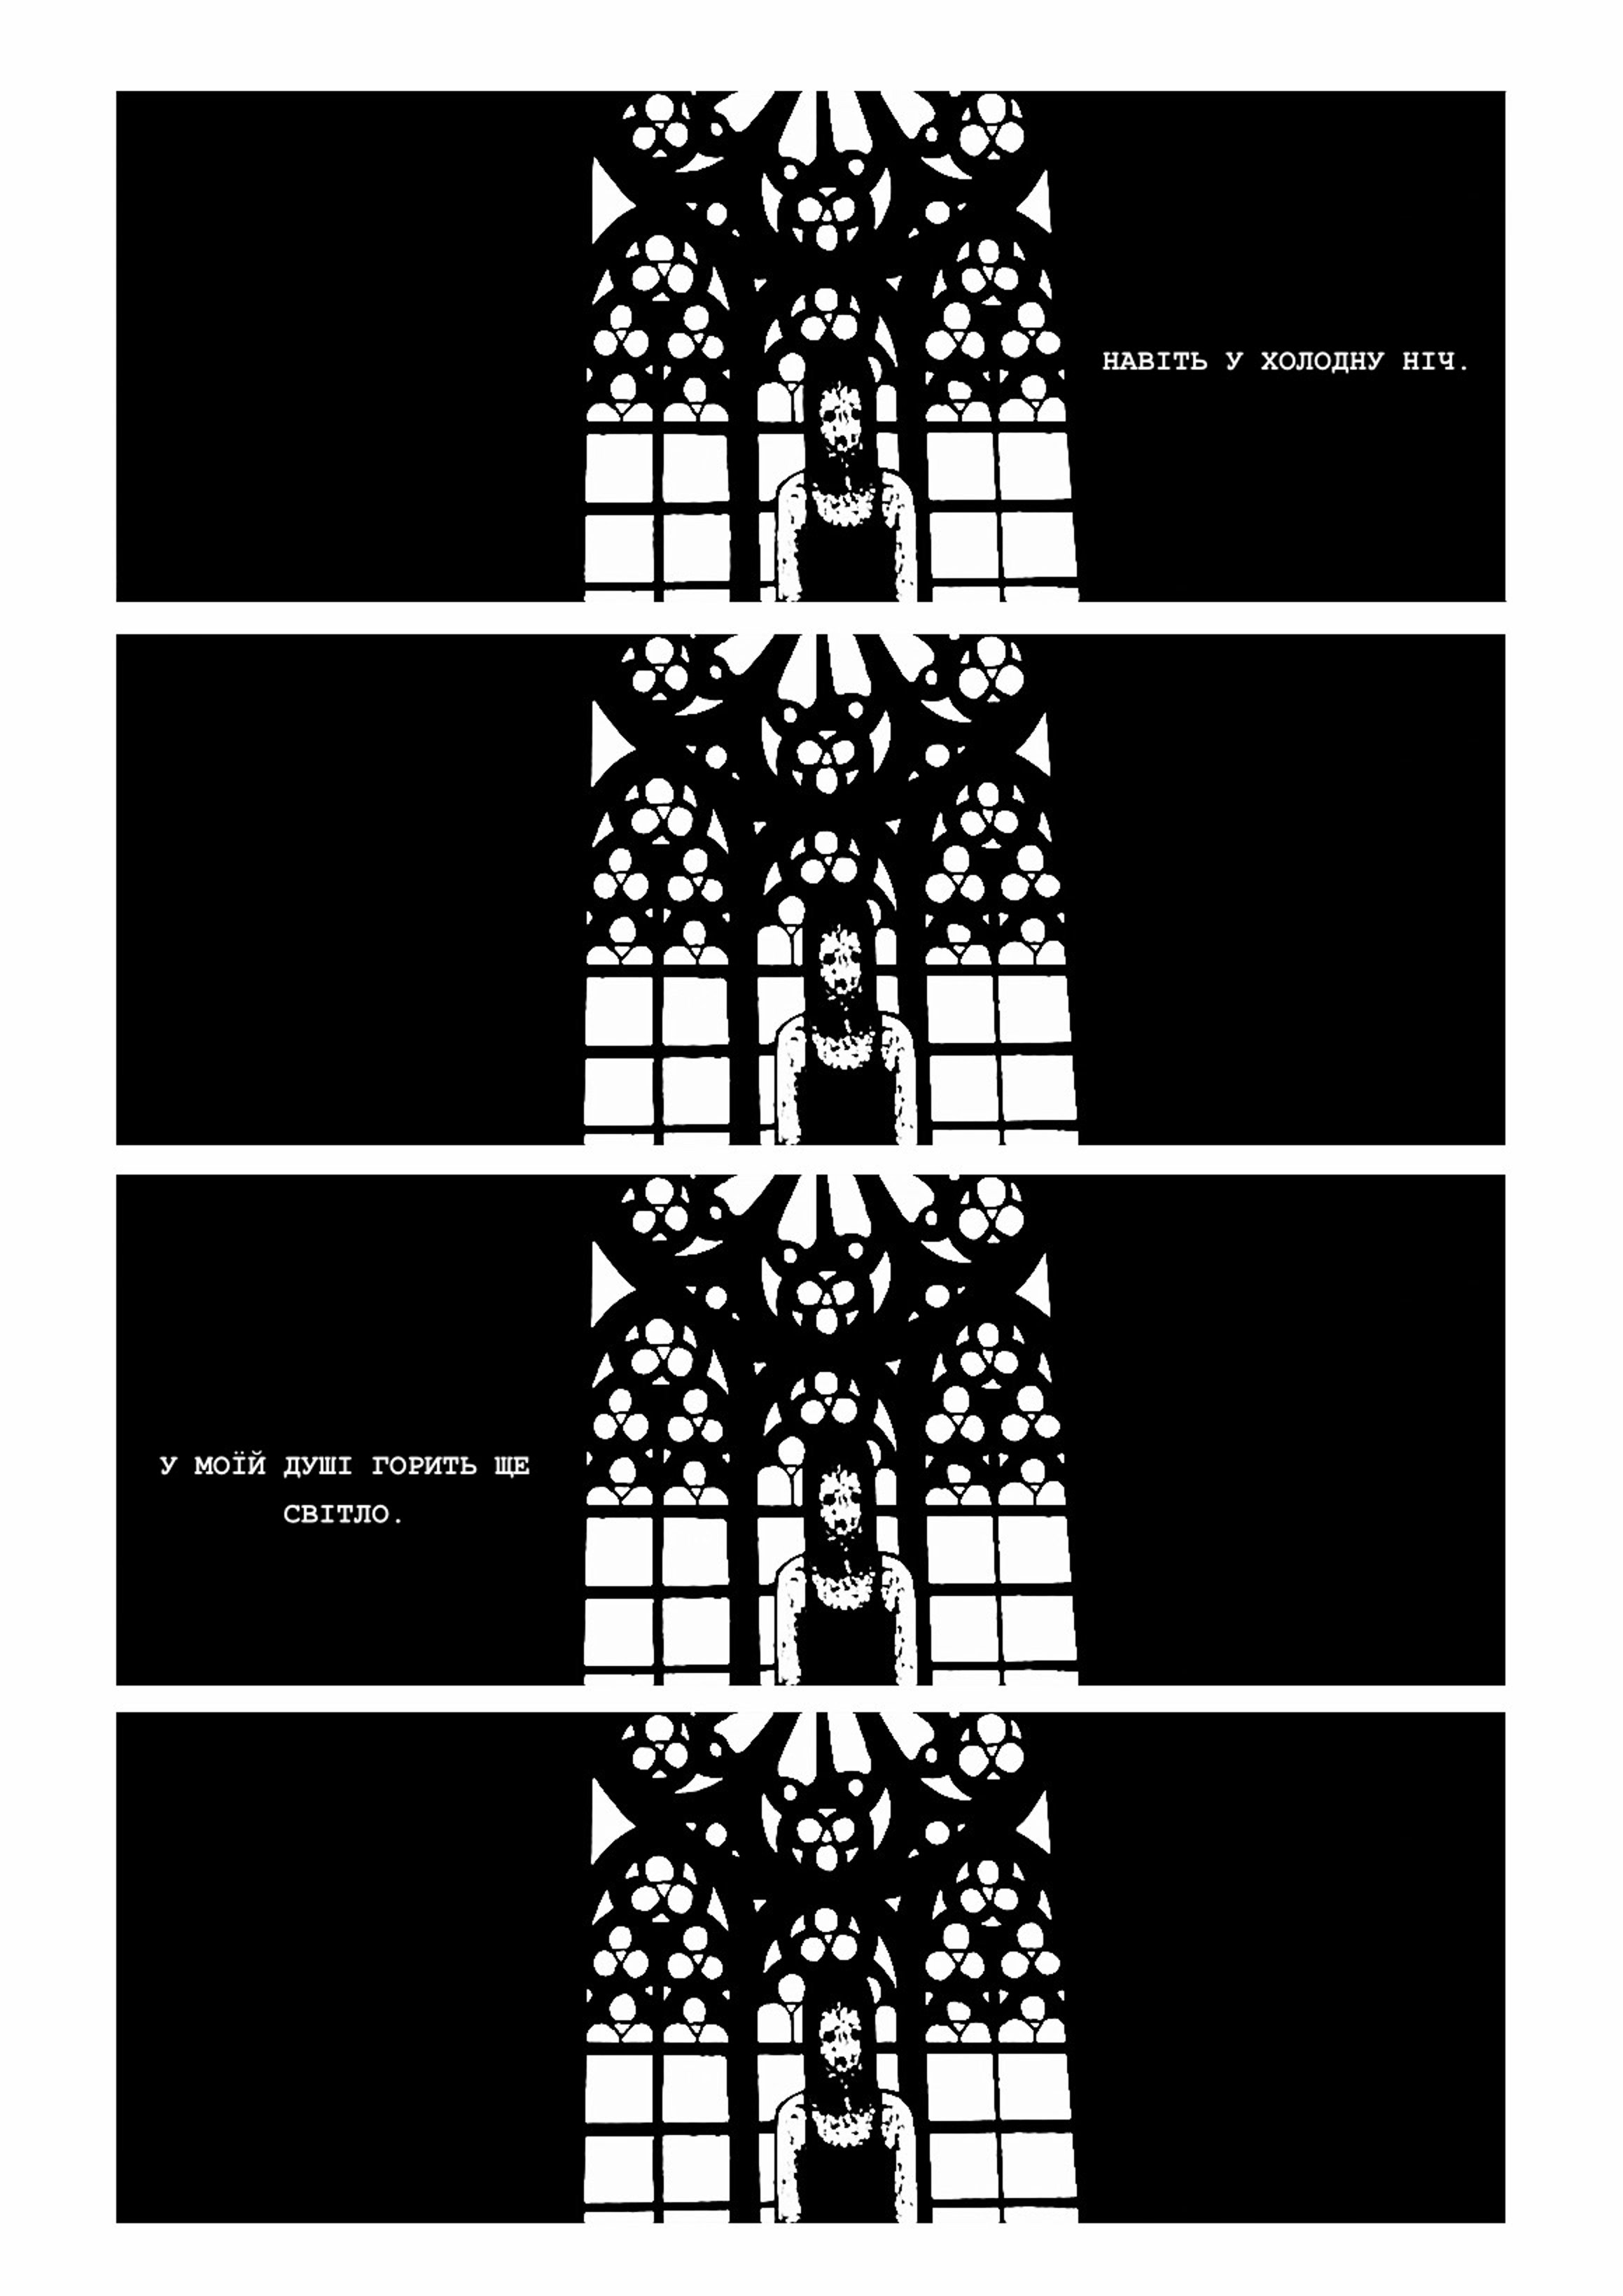 НАВІТЬ У ХОЛОДНУ НІЧ.
У МОЇЙ ДУШІ ГОРИТЬ ЩЕ
СВІТЛО.